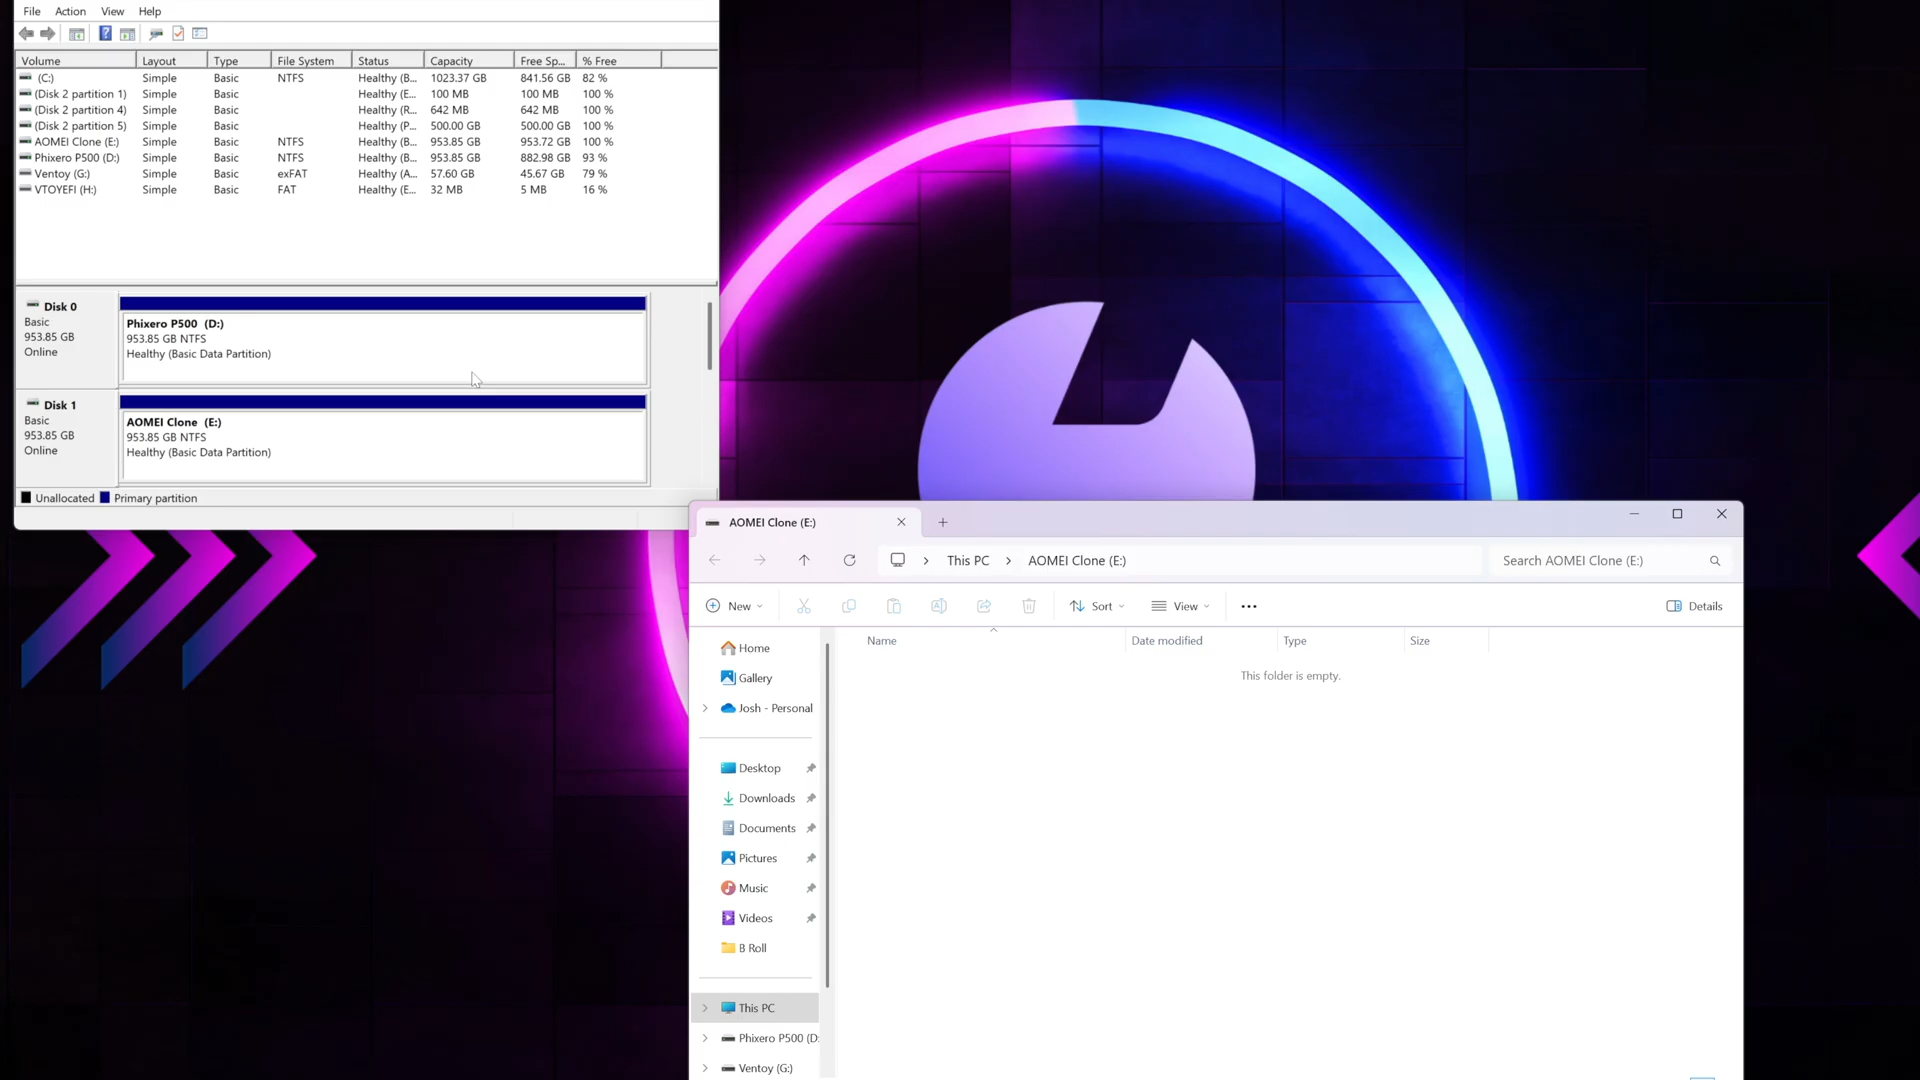 File Action View Help
Volume Layout Type File System Status Capacity Free Sp... % Free
(C:) Simple Basic NTFS Healthy (B... 1023.37 GB 841.56 GB 82 %
(Disk 2 partition 1) Simple Basic Healthy (E... 100 MB 100 MB 100 %
(Disk 2 partition 4) Simple Basic Healthy (R... 642 MB 642 MB 100 %
(Disk 2 partition 5) Simple Basic Healthy (P... 500.00 GB 500.00 GB 100 %
AOMEI Clone (E:) Simple Basic NTFS Healthy (B... 953.85 GB 953.72 GB 100 %
Phixero P500 (D:) Simple Basic NTFS Healthy (B... 953.85 GB 882.98 GB 93 %
Ventoy (G:) Simple Basic exFAT Healthy (A... 57.60 GB 45.67 GB 79 %
VTOYEFI (H:) Simple Basic FAT Healthy (E... 32 MB 5 MB 16 %
Disk 0
Basic
953.85 GB
Online
Phixero P500 (D:)
953.85 GB NTFS
Healthy (Basic Data Partition)
Disk 1
Basic
953.85 GB
Online
AOMEI Clone (E:)
953.85 GB NTFS
Healthy (Basic Data Partition)
Unallocated Primary partition
AOMEI Clone (E:)
This PC > AOMEI Clone (E:)
Search AOMEI Clone (E:)
New Sort View Details
Name Date modified Type Size
This folder is empty.
Home
Gallery
Josh - Personal
Desktop
Downloads
Documents
Pictures
Music
Videos
B Roll
This PC
Phixero P500 (D:
Ventoy (G:)